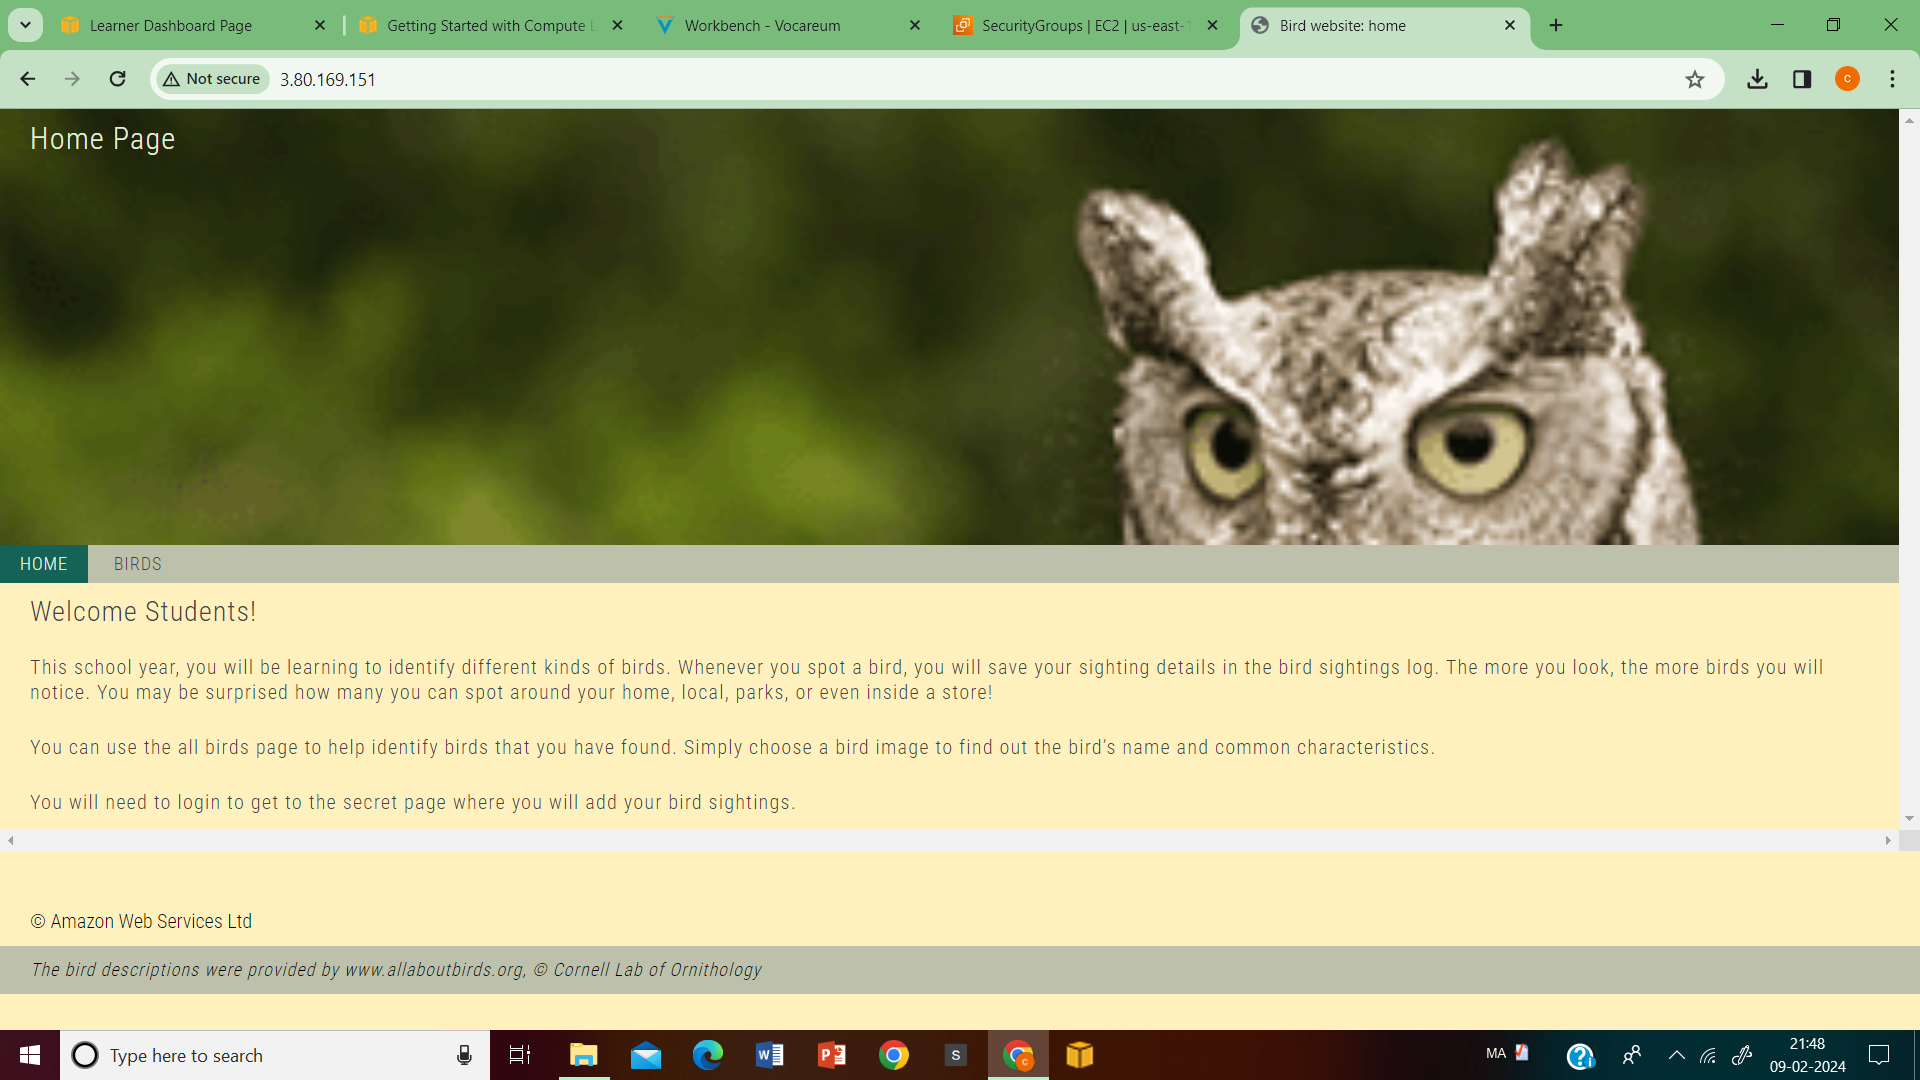 Learner Dashboard Page
Getting Started with Compute L
Workbench - Vocareum
SecurityGroups | EC2 | us-east-1
Bird website: home
Not secure
3.80.169.151
C
Home Page
HOME
BIRDS
Welcome Students!
This school year, you will be learning to identify different kinds of birds. Whenever you spot a bird, you will save your sighting details in the bird sightings log. The more you look, the more birds you will
notice. You may be surprised how many you can spot around your home, local, parks, or even inside a store!
You can use the all birds page to help identify birds that you have found. Simply choose a bird image to find out the bird's name and common characteristics.
You will need to login to get to the secret page where you will add your bird sightings.
© Amazon Web Services Ltd
The bird descriptions were provided by www.allaboutbirds.org, © Cornell Lab of Ornithology
Type here to search
W
P
S
C
MA
21:48
09-02-2024